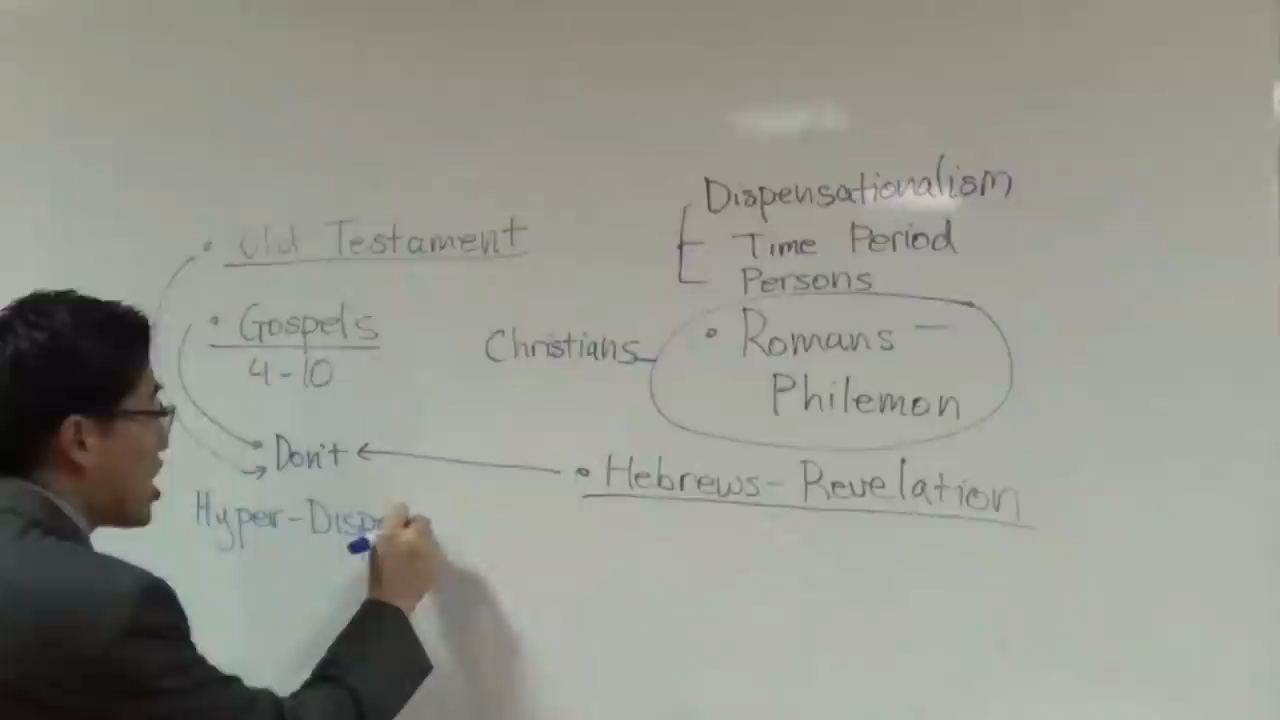 • Old Testament
• Gospels
4-10
• Don't
Hyper-Disp
Dispensationalism
Time Period
Persons
Christians
• Romans -
Philemon
• Hebrews - Revelation